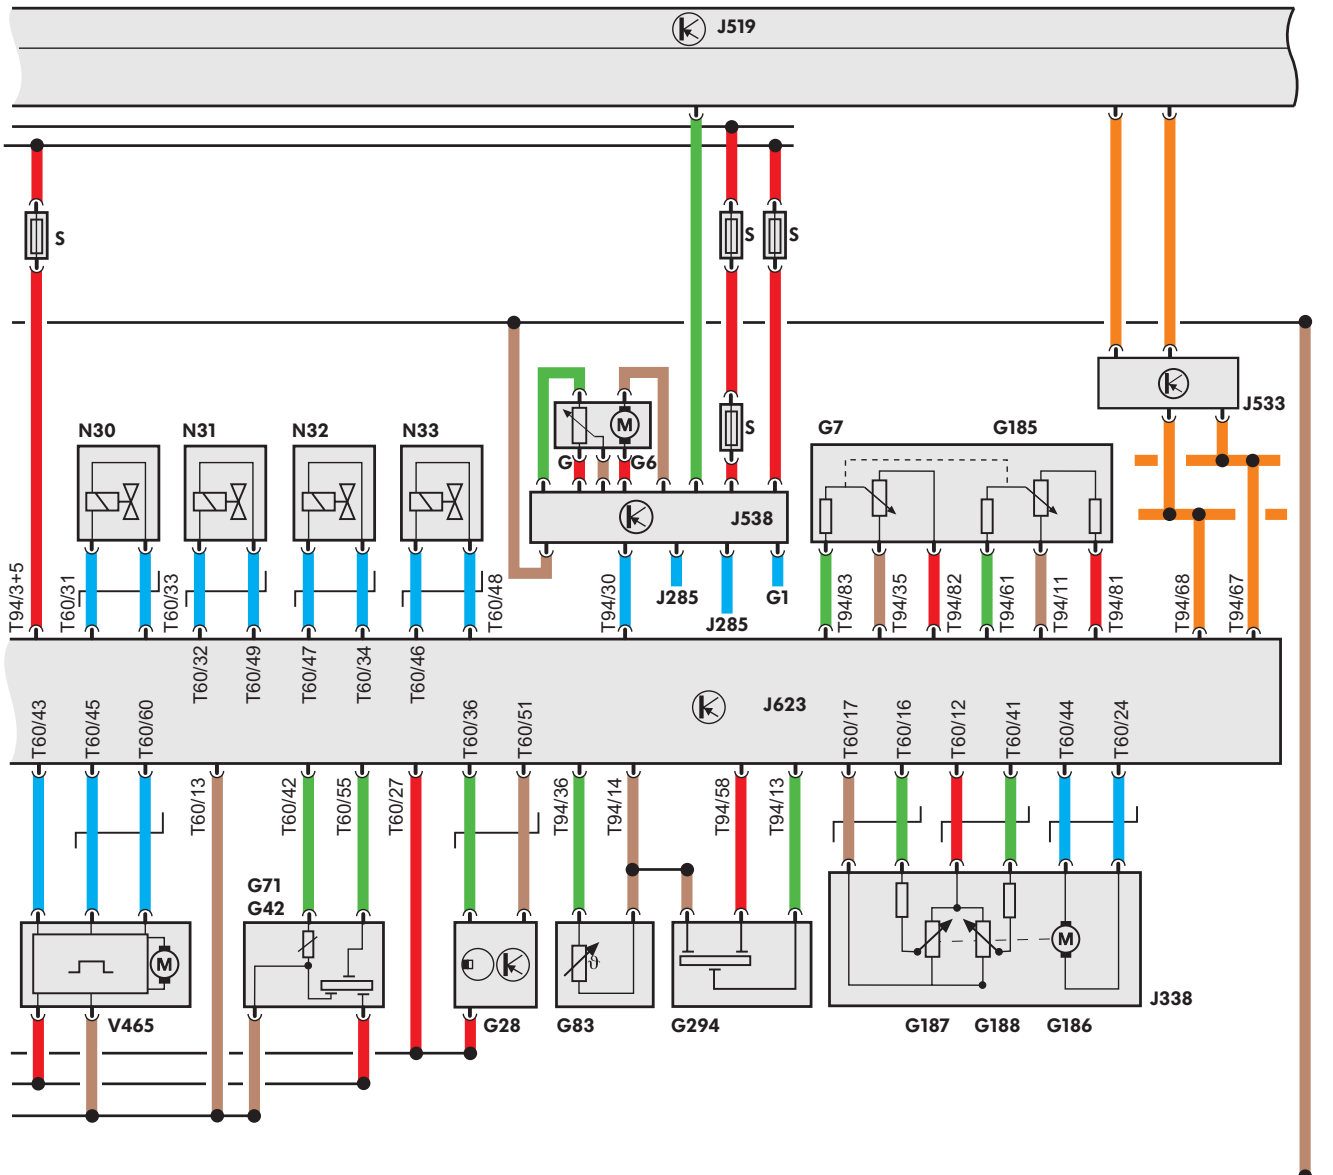 J519
S
S
S
S
J533
N30
N31
N32
N33
G
M
G6
G7
G185
J538
J285
J285
G1
T94/3+5
T60/31
T60/33
T60/48
T94/30
T94/83
T94/35
T94/82
T94/61
T94/11
T94/81
T94/68
T94/67
T60/32
T60/49
T60/47
T60/34
T60/46
J623
T60/43
T60/45
T60/60
T60/36
T60/51
T60/17
T60/16
T60/12
T60/41
T60/44
T60/24
T60/13
T60/42
T60/55
T60/27
T94/36
T94/14
T94/58
T94/13
G71
G42
M
ϑ
M
V465
G28
G83
G294
J338
G187
G188
G186